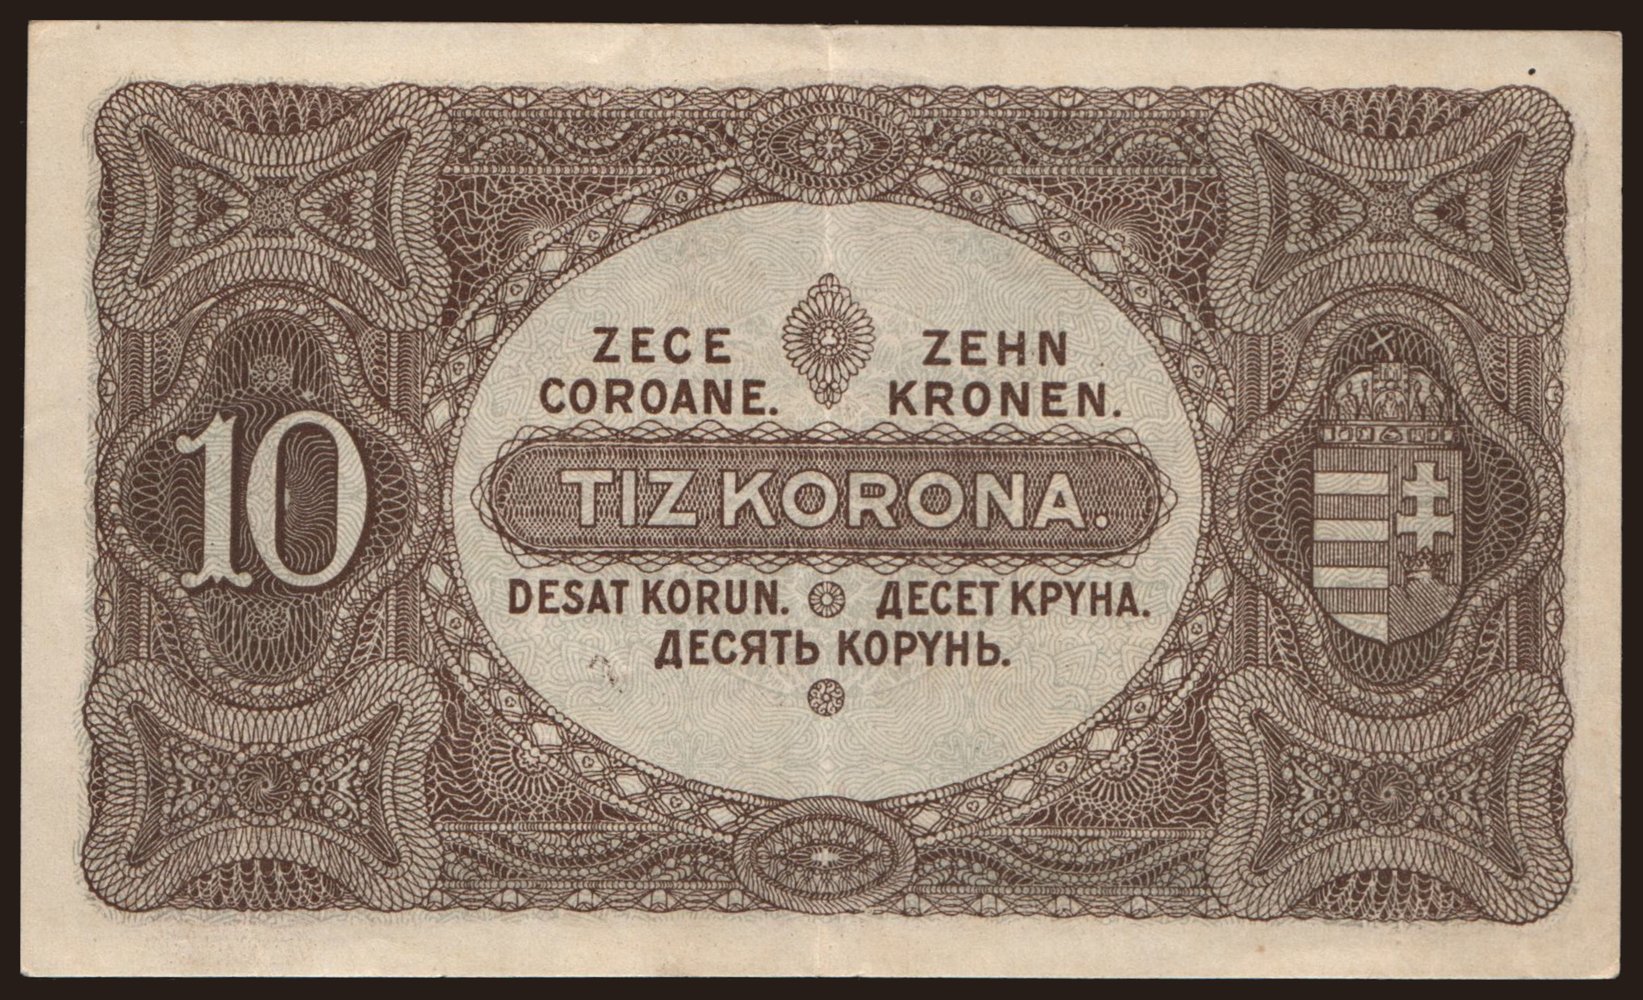 ZECE
COROANE.
ZEHN
KRONEN.
10
TIZ KORONA.
DESAT KORUN.
ДЕСЕТ КРУНА.
ДЕСЯТЬ КОРУНЬ.